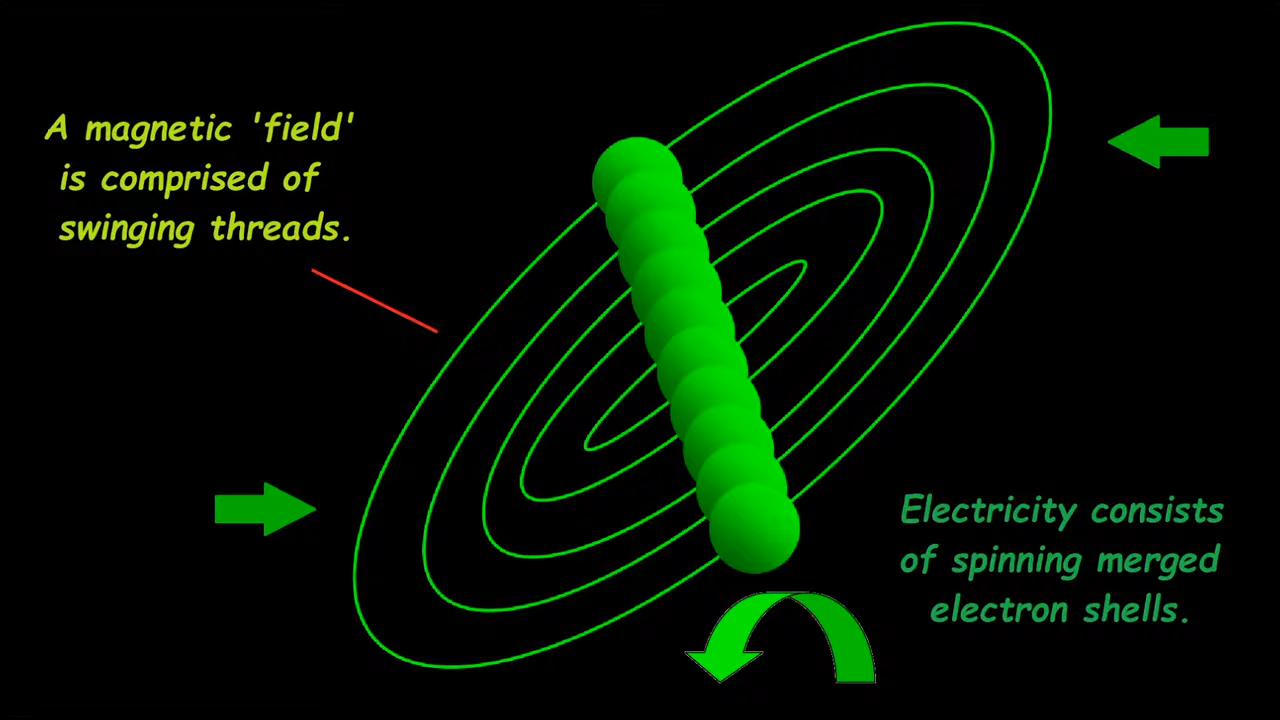 A magnetic 'field'
is comprised of
swinging threads.
Electricity consists
of spinning merged
electron shells.